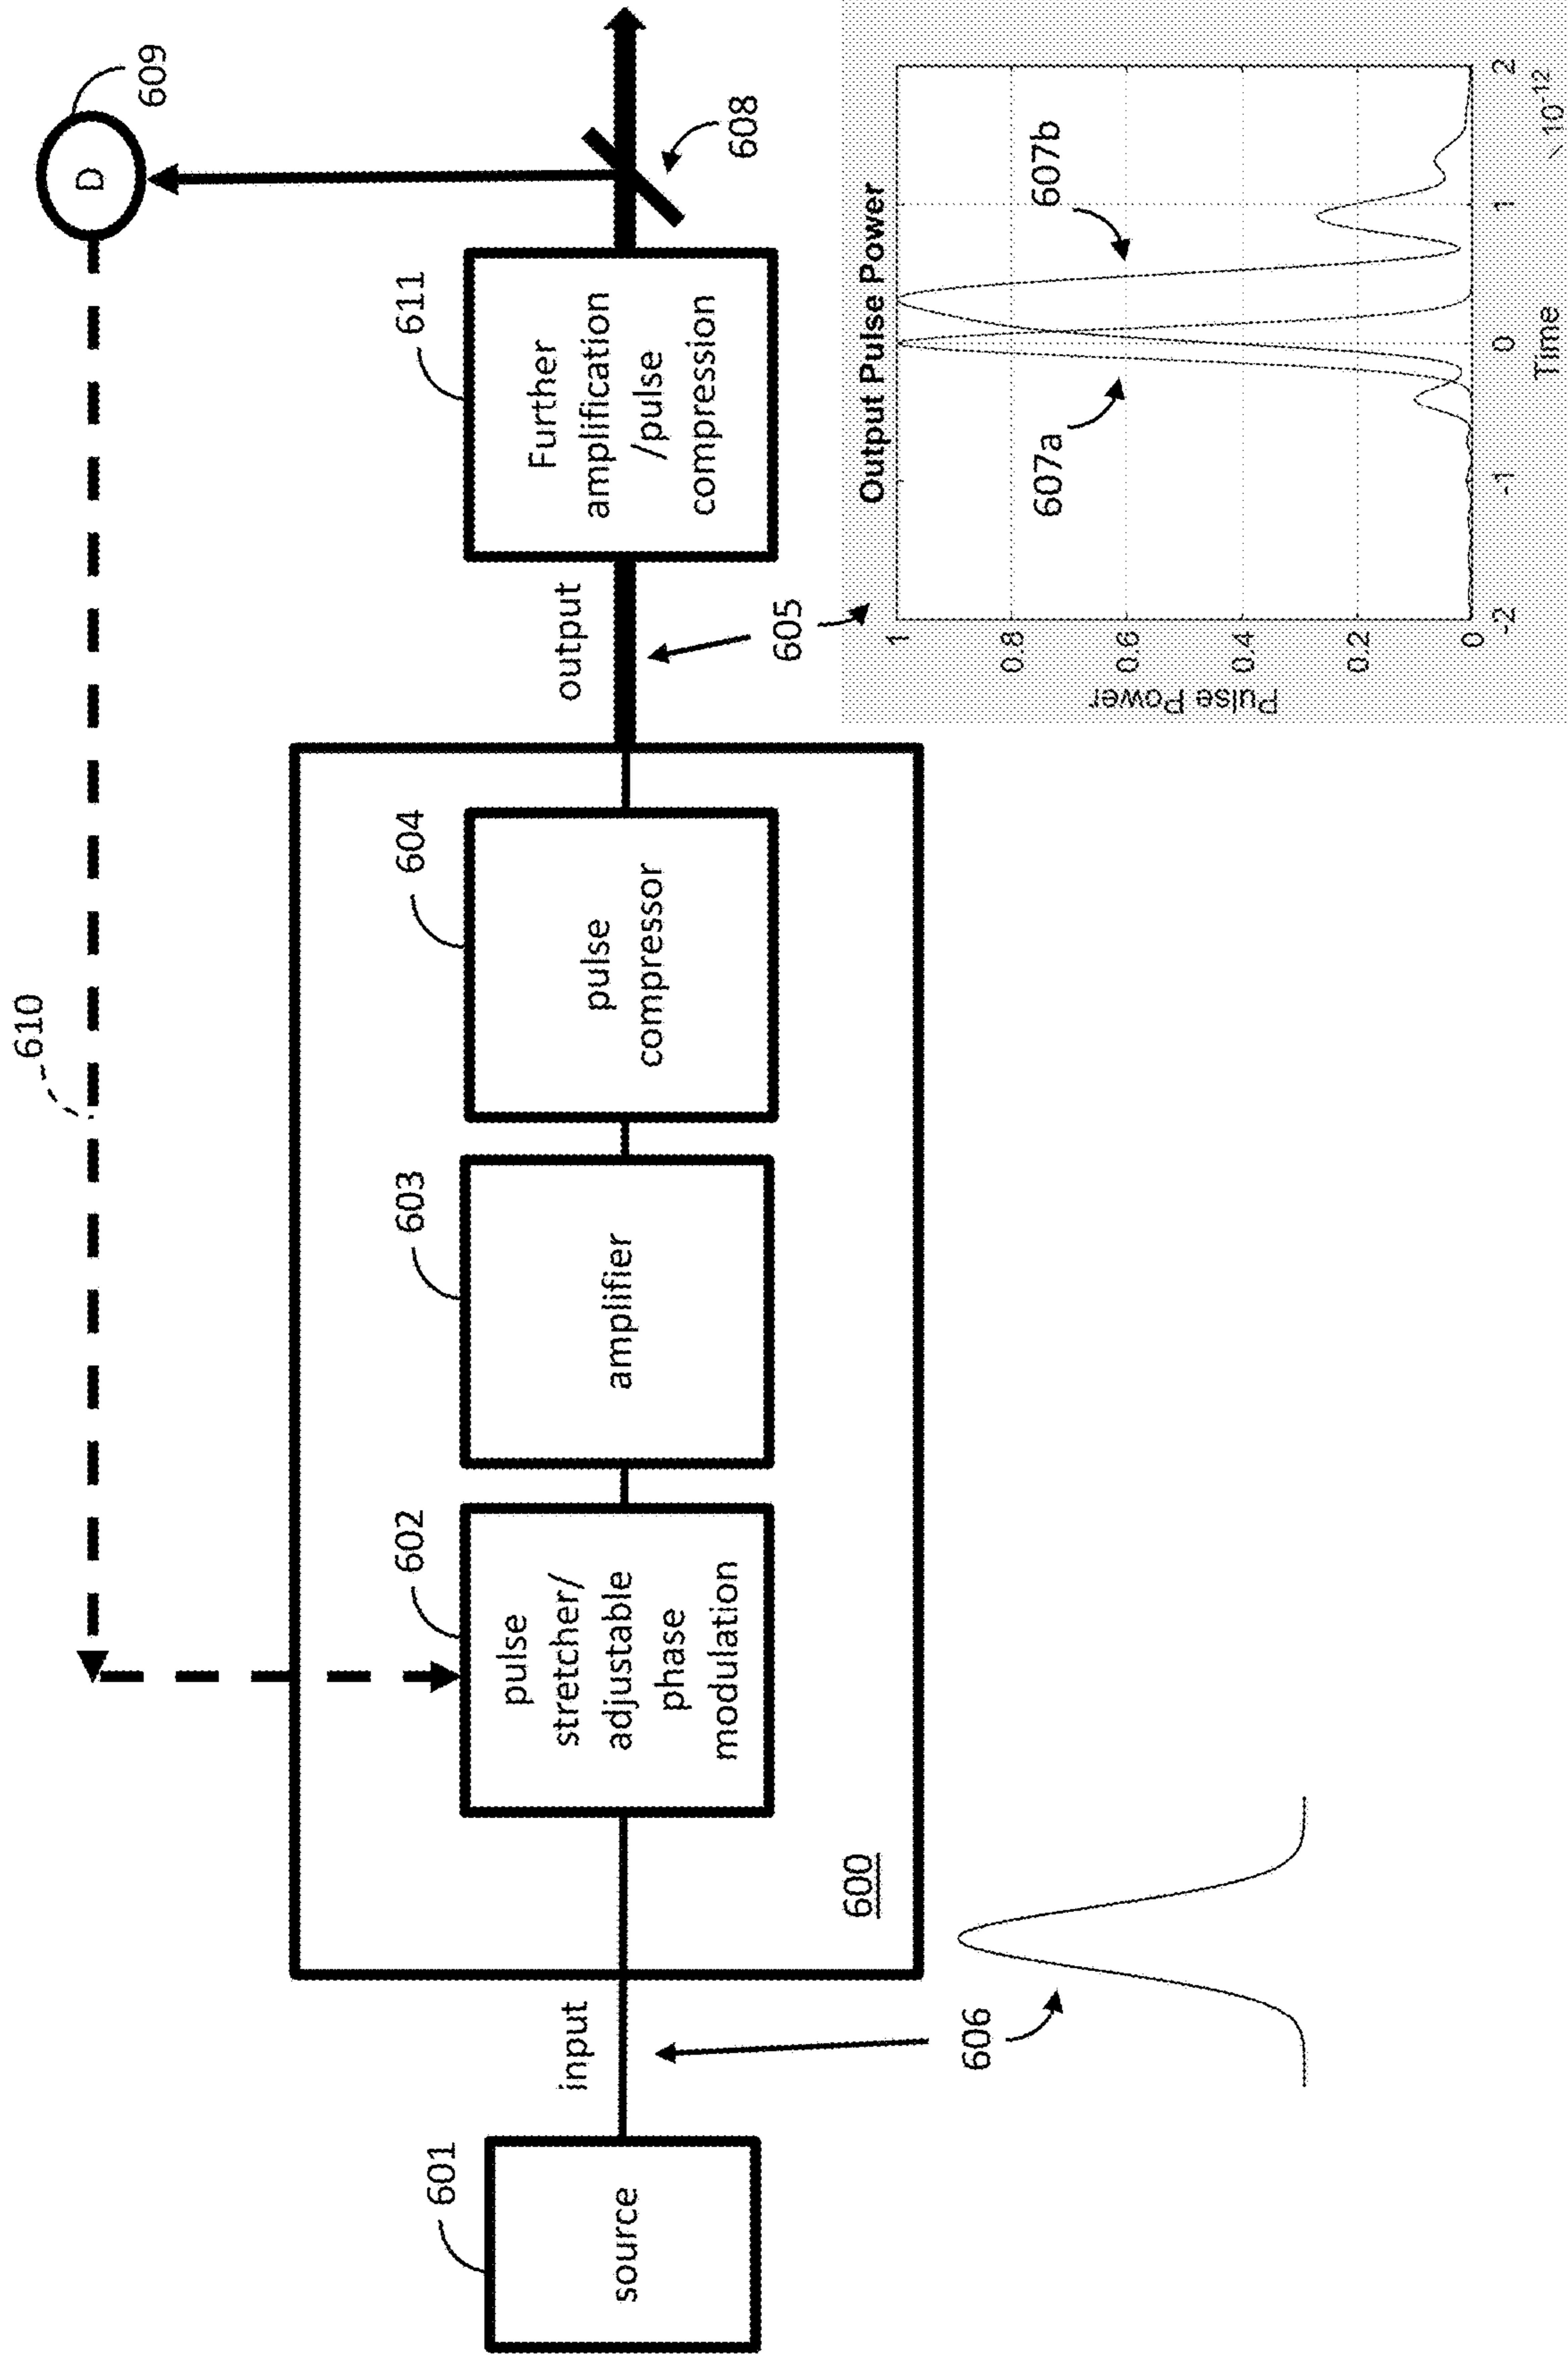 610
609
D
601
source
input
606
600
602
pulse
stretcher/
adjustable
phase
modulation
603
amplifier
604
pulse
compressor
output
605
611
Further
amplification
/pulse
compression
608
Output Pulse Power
607a
607b
Pulse Power
1
0.8
0.6
0.4
0.2
0
-2
-1
0
1
2
Time
10-12